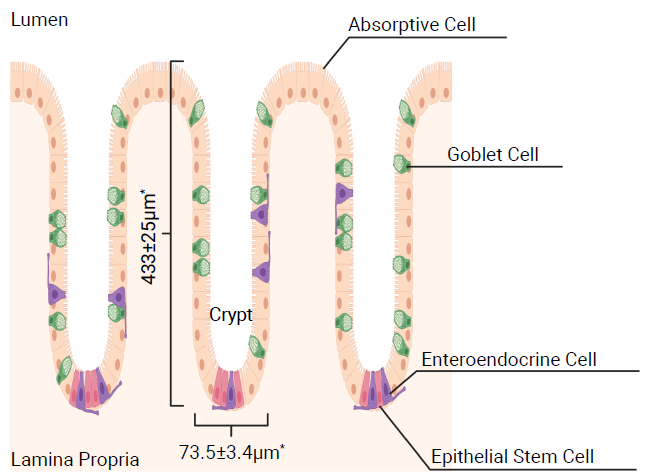 Lumen
Absorptive Cell
Goblet Cell
433±25µm*
Crypt
Enteroendocrine Cell
73.5±3.4µm*
Epithelial Stem Cell
Lamina Propria